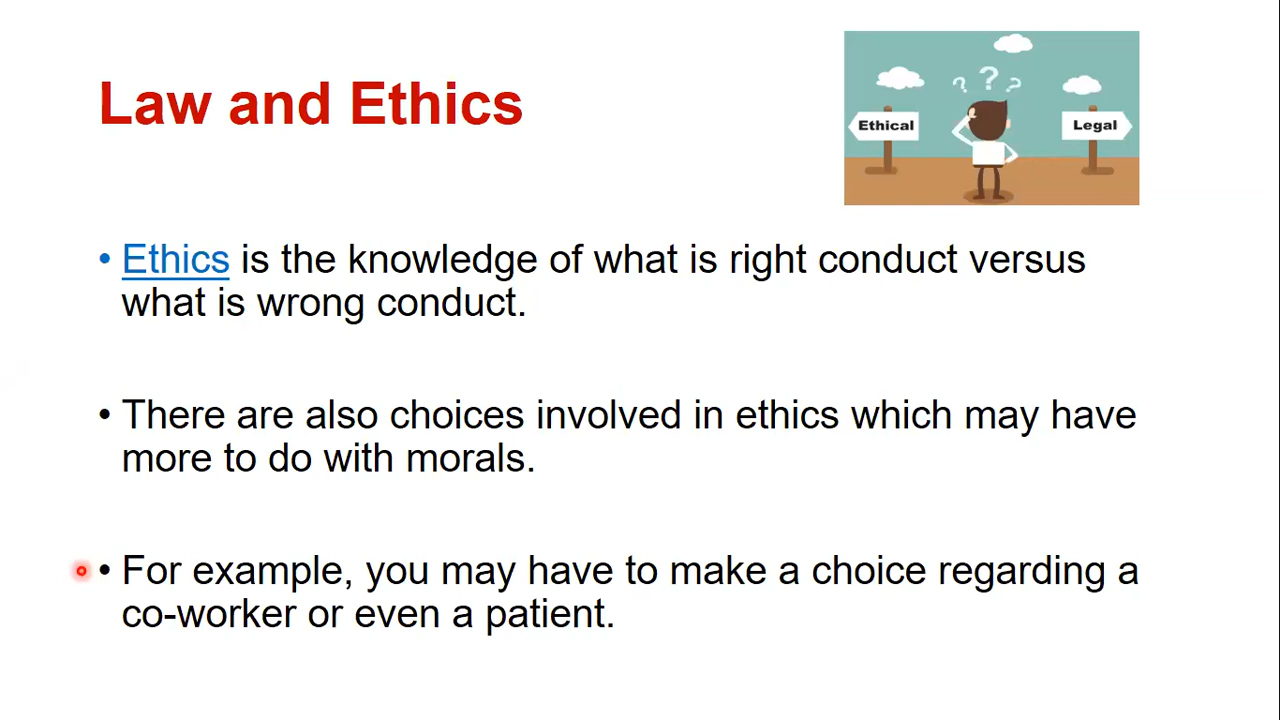 Law and Ethics
? ? ?
Ethical
Legal
• Ethics is the knowledge of what is right conduct versus
what is wrong conduct.
• There are also choices involved in ethics which may have
more to do with morals.
• For example, you may have to make a choice regarding a
co-worker or even a patient.